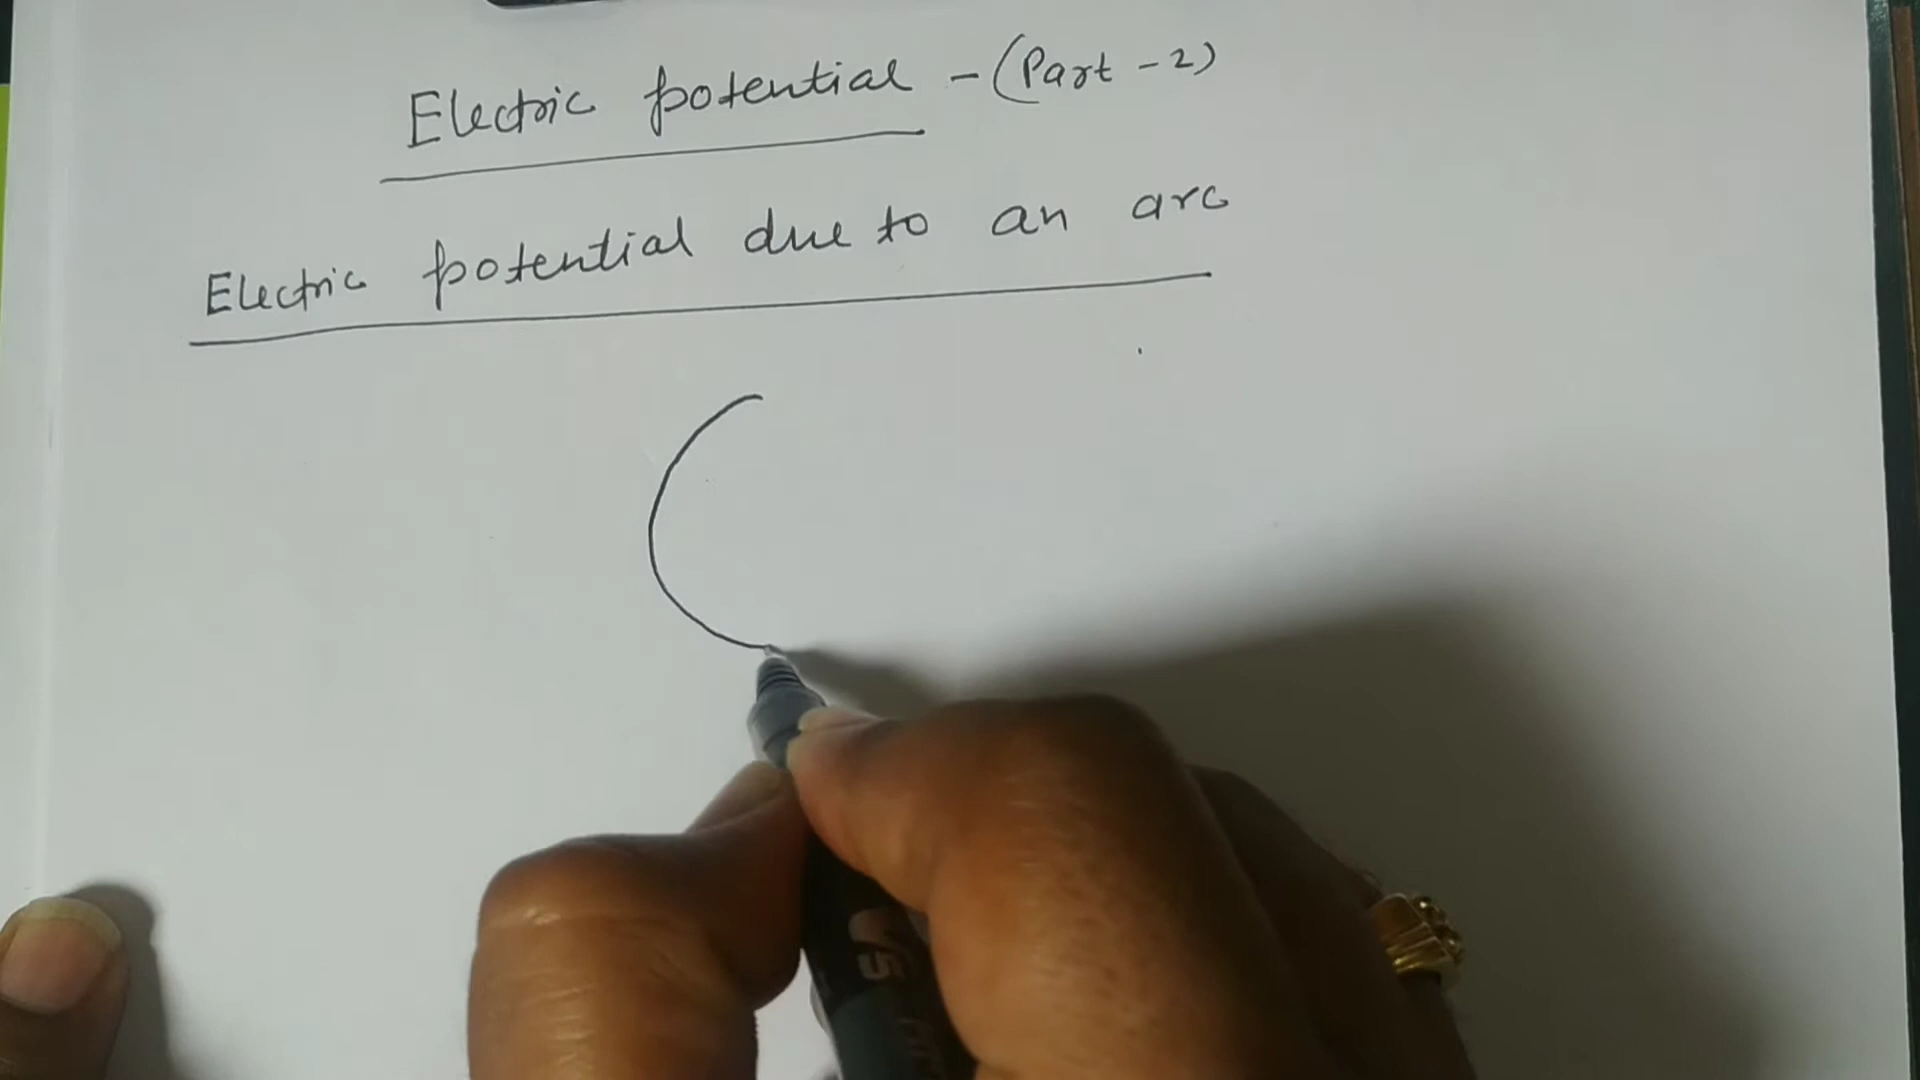 Electric potential - (Part - 2)
Electric potential due to an arc